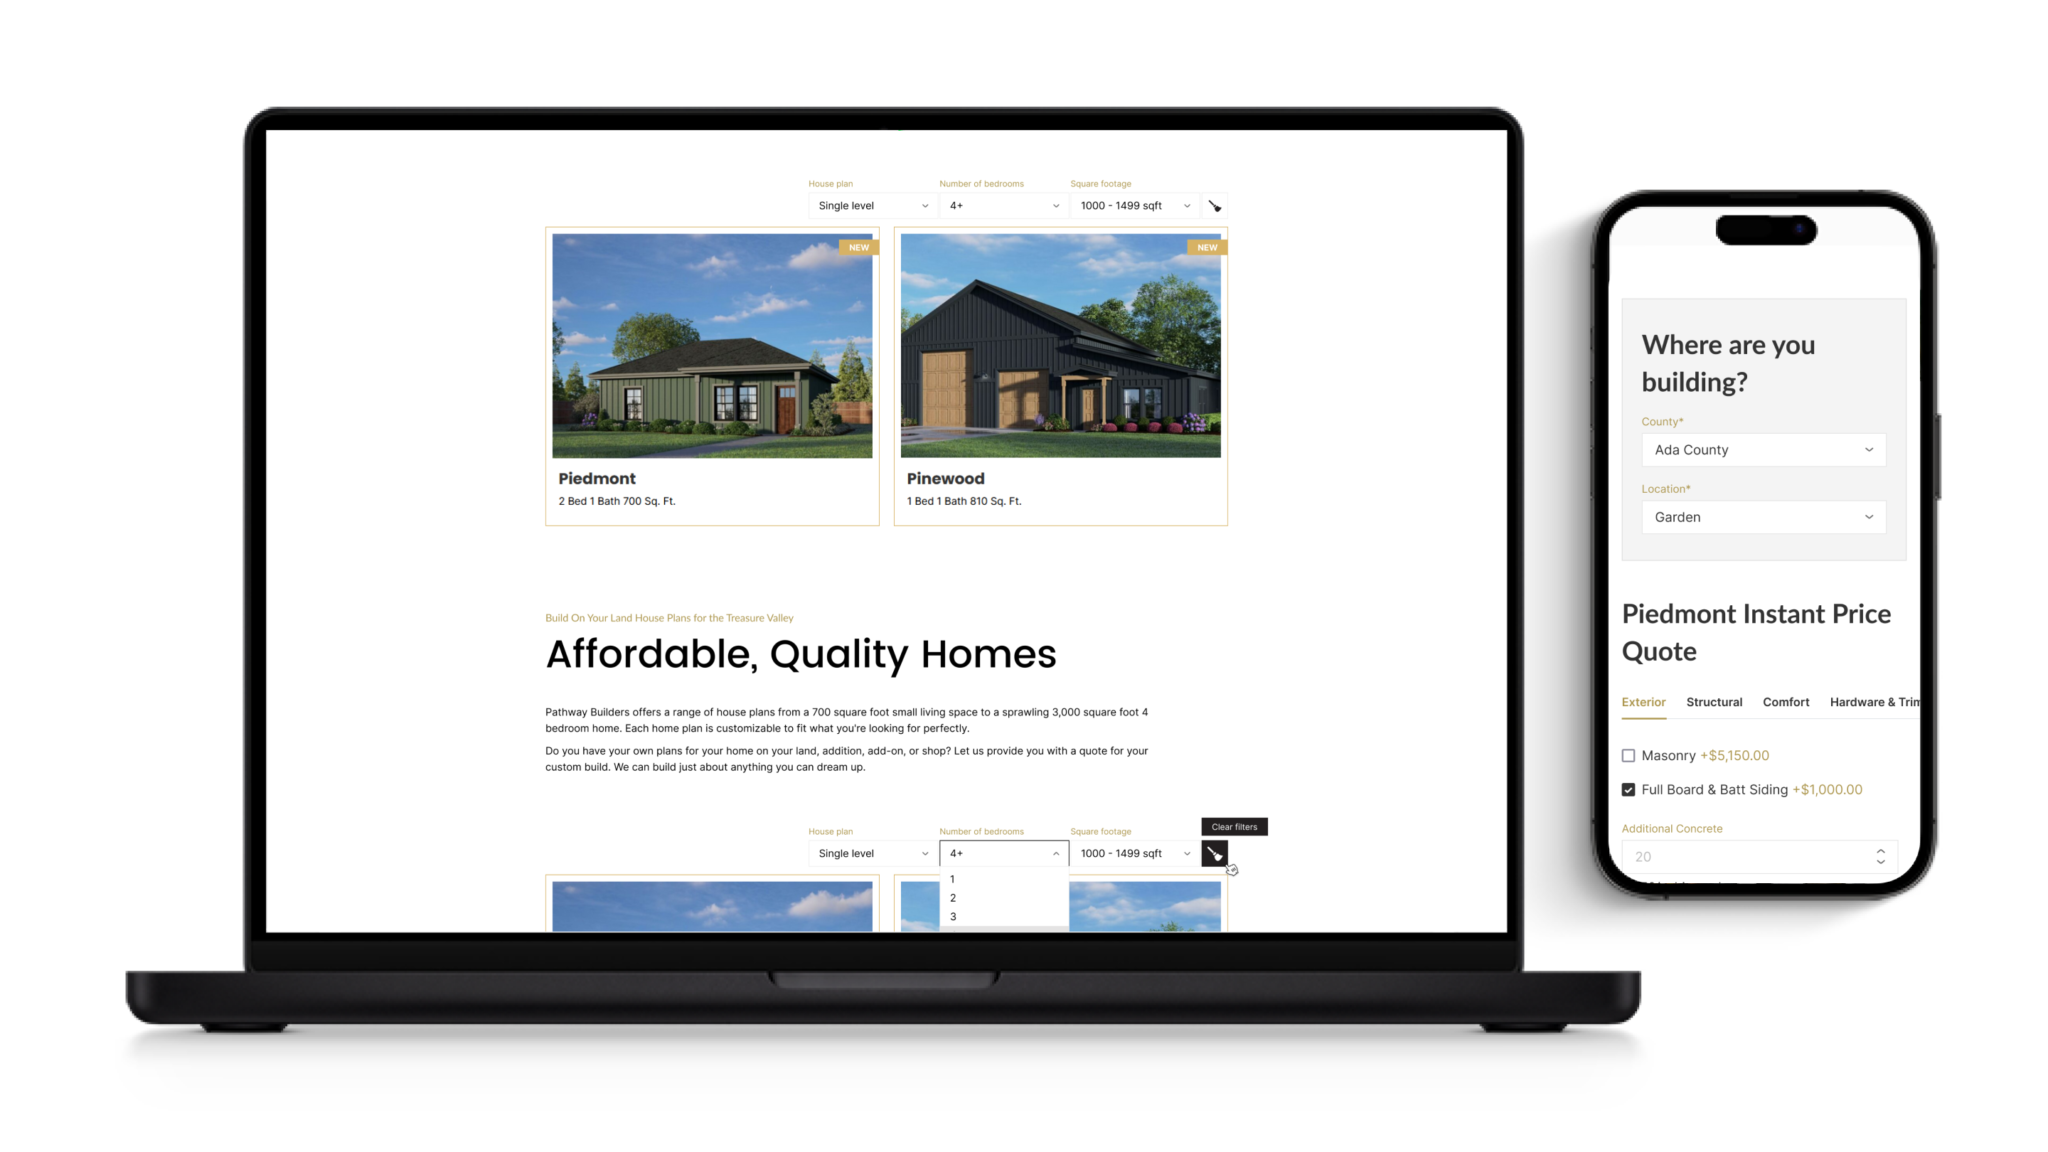 House plan
Number of bedrooms
Square footage
Single level
4+
1000 - 1499 sqft
NEW
NEW
Piedmont
2 Bed 1 Bath 700 Sq. Ft.
Pinewood
1 Bed 1 Bath 810 Sq. Ft.
Build On Your Land House Plans for the Treasure Valley
Affordable, Quality Homes
Pathway Builders offers a range of house plans from a 700 square foot small living space to a sprawling 3,000 square foot 4
bedroom home. Each home plan is customizable to fit what you're looking for perfectly.
Do you have your own plans for your home on your land, addition, add-on, or shop? Let us provide you with a quote for your
custom build. We can build just about anything you can dream up.
Clear filters
House plan
Number of bedrooms
Square footage
Single level
4+
1000 - 1499 sqft
1
2
3
Where are you
building?
County*
Ada County
Location*
Garden
Piedmont Instant Price
Quote
Exterior
Structural
Comfort
Hardware & Trim
Masonry +$5,150.00
Full Board & Batt Siding +$1,000.00
Additional Concrete
20